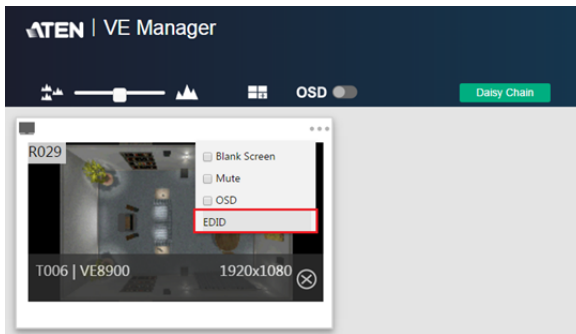 ATEN | VE Manager
OSD
Daisy Chain
R029
Blank Screen
Mute
OSD
EDID
T006 | VE8900 1920x1080